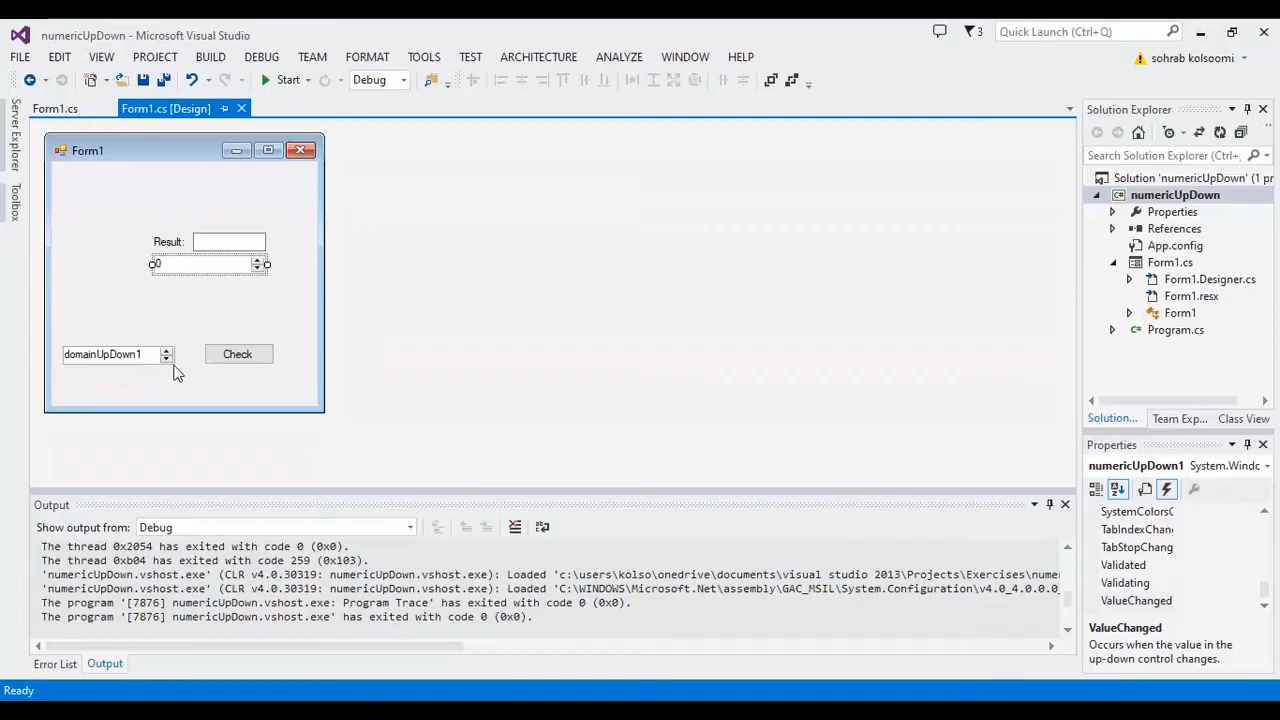 numericUpDown - Microsoft Visual Studio
3
Quick Launch (Ctrl+Q)
FILE EDIT VIEW PROJECT BUILD DEBUG TEAM FORMAT TOOLS TEST ARCHITECTURE ANALYZE WINDOW HELP
sohrab kolsoomi
Start
Debug
Form1.cs
Form1.cs [Design]
Server Explorer
Toolbox
Form1
Result:
0
domainUpDown1
Check
Solution Explorer
Search Solution Explorer (Ctrl+;
Solution 'numericUpDown' (1 pr
C# numericUpDown
Properties
References
App.config
Form1.cs
Form1.Designer.cs
Form1.resx
Form1
C# Program.cs
Solution... Team Exp... Class View
Properties
numericUpDown1 System.Windc
SystemColorsC
TabIndexChan
TabStopChang
Validated
Validating
ValueChanged
ValueChanged
Occurs when the value in the
up-down control changes.
Output
Show output from: Debug
The thread 0x2054 has exited with code 0 (0x0).
The thread 0xb04 has exited with code 259 (0x103).
'numericUpDown.vshost.exe' (CLR v4.0.30319: numericUpDown.vshost.exe): Loaded 'c:\users\kolso\onedrive\documents\visual studio 2013\Projects\Exercises\nume
'numericUpDown.vshost.exe' (CLR v4.0.30319: numericUpDown.vshost.exe): Loaded 'C:\WINDOWS\Microsoft.Net\assembly\GAC_MSIL\System.Configuration\v4.0_4.0.0.0_
The program '[7876] numericUpDown.vshost.exe: Program Trace' has exited with code 0 (0x0).
The program '[7876] numericUpDown.vshost.exe' has exited with code 0 (0x0).
Error List
Output
Ready